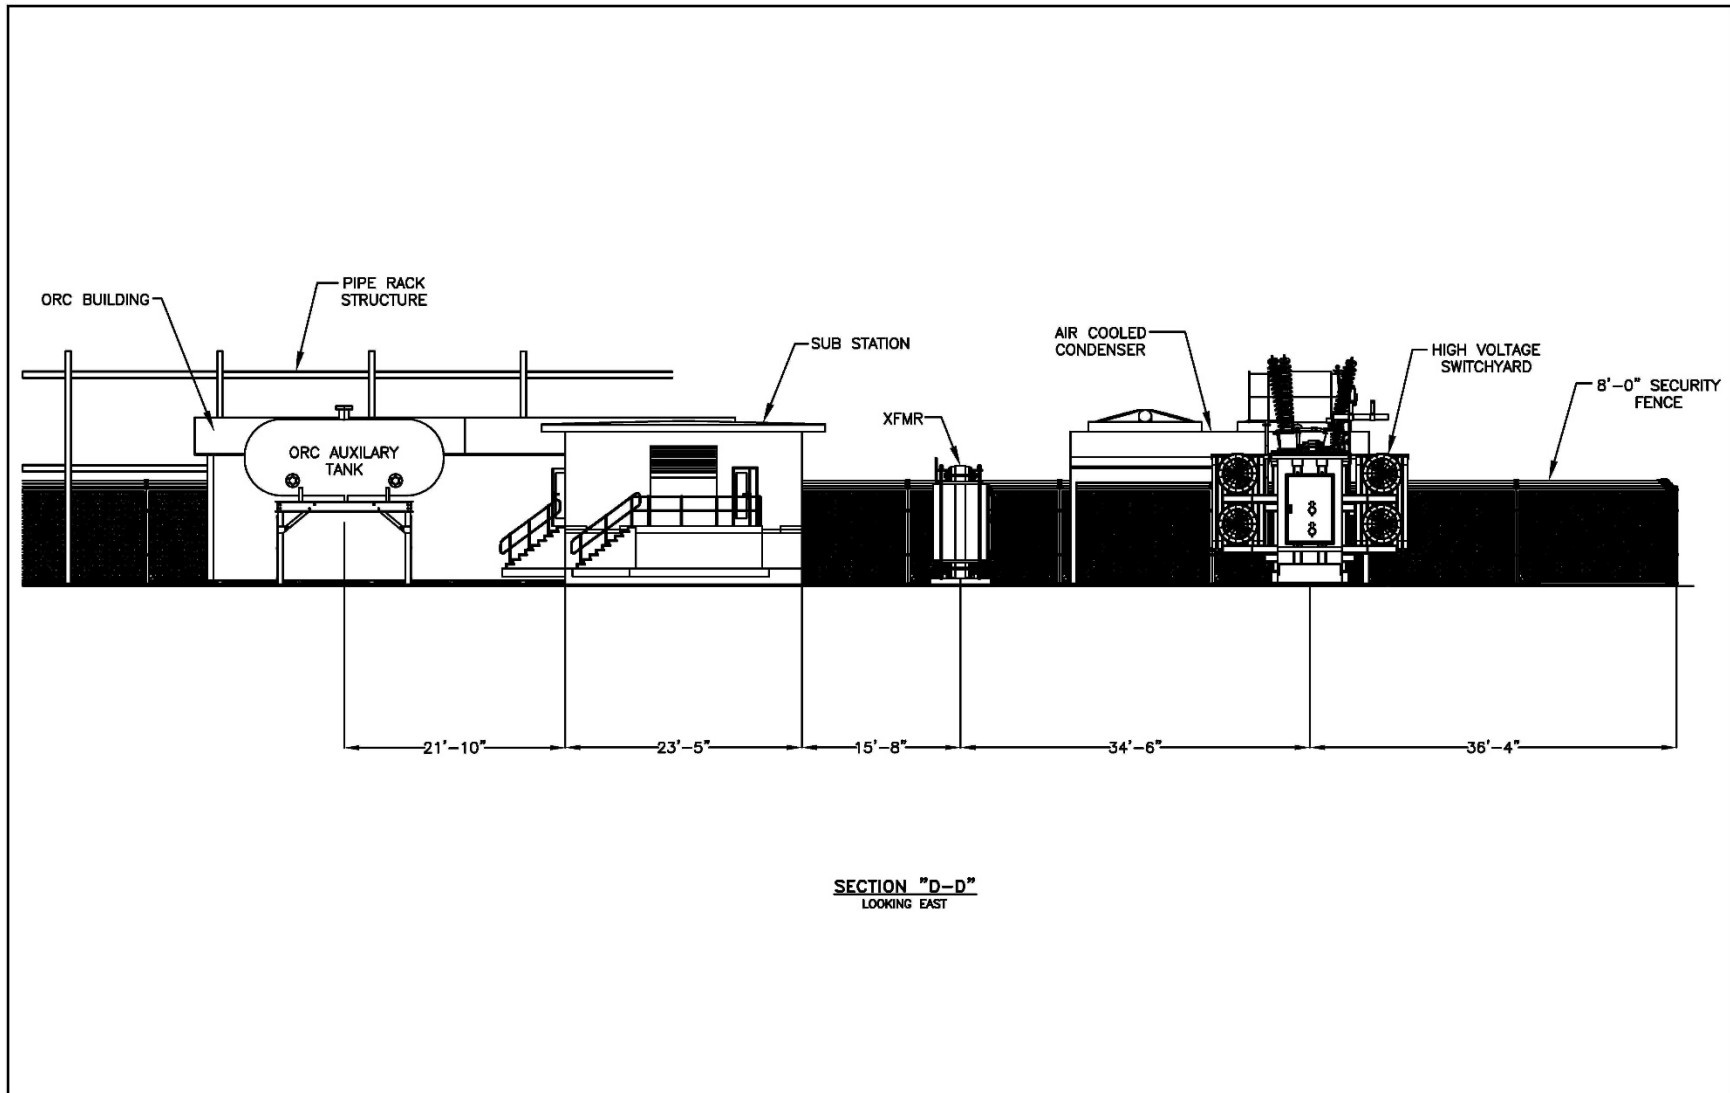 PIPE RACK
STRUCTURE
ORC BUILDING
SUB STATION
AIR COOLED
CONDENSER
HIGH VOLTAGE
SWITCHYARD
8'-0" SECURITY
FENCE
XFMR
ORC AUXILARY
TANK
21'-10"
23'-5"
15'-8"
34'-6"
36'-4"
SECTION "D-D"
LOOKING EAST